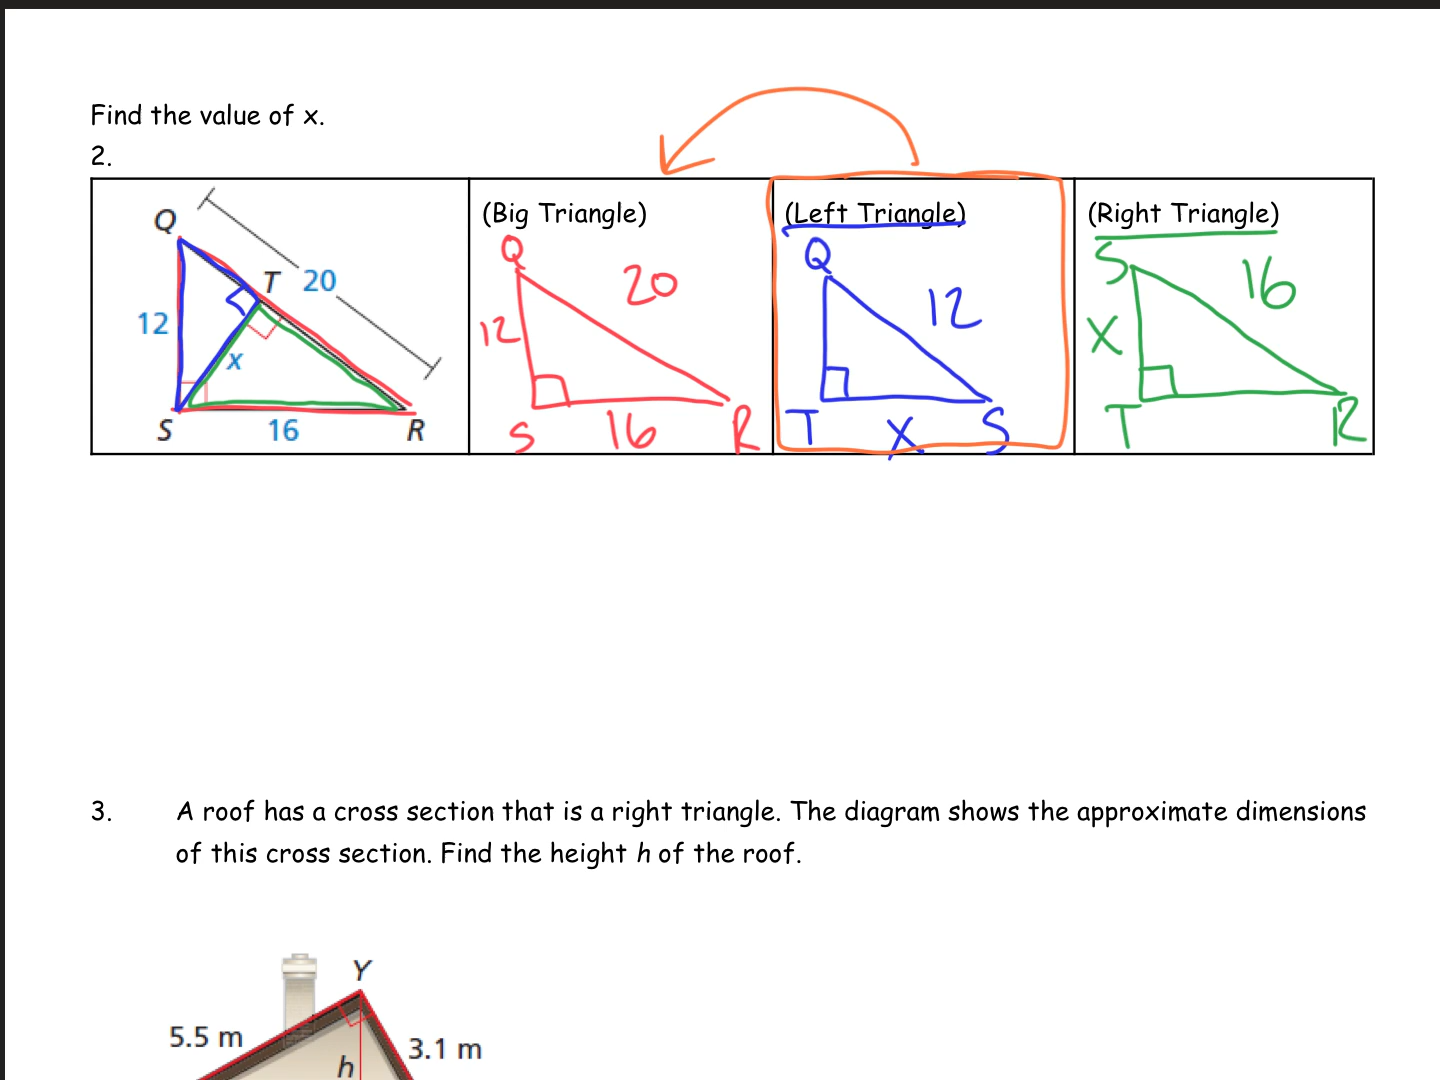 Find the value of x.
2.
Q
T 20
12
x
S 16 R
(Big Triangle)
Q
20
12
S 16 R
(Left Triangle)
Q
12
T X S
(Right Triangle)
S
16
X
T R
3. A roof has a cross section that is a right triangle. The diagram shows the approximate dimensions
of this cross section. Find the height h of the roof.
Y
5.5 m
3.1 m
h